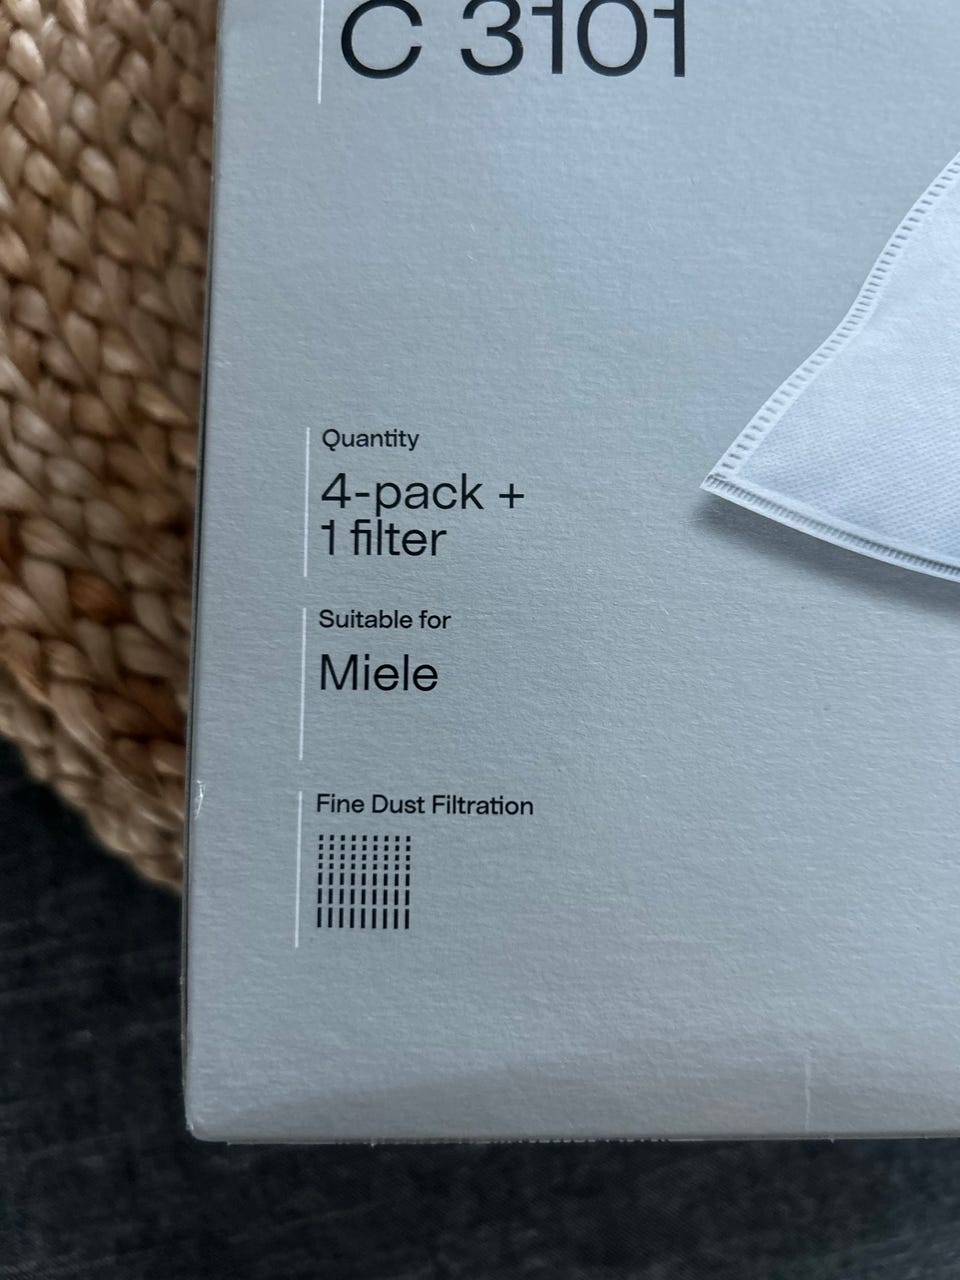 C 3101
Quantity
4-pack +
1 filter
Suitable for
Miele
Fine Dust Filtration